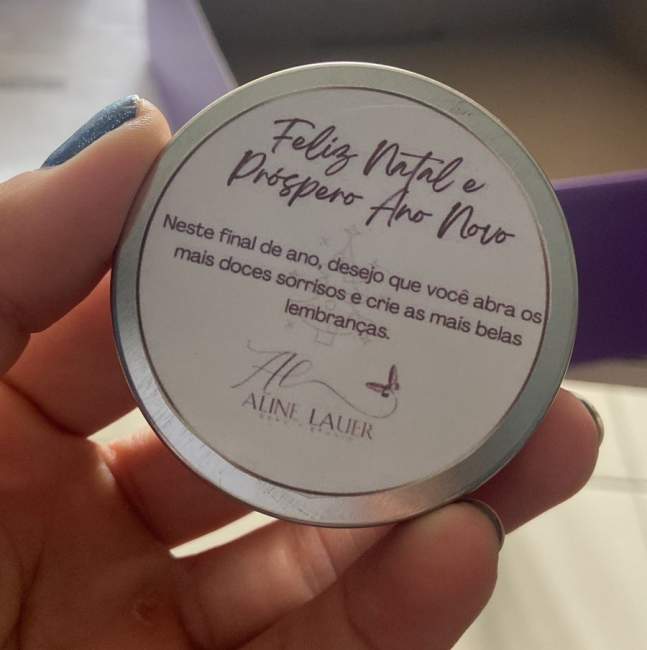 Feliz Natal e
Próspero Ano Novo
Neste final de ano, desejo que você abra os
mais doces sorrisos e crie as mais belas
lembranças.
AL
ALINE LAUER